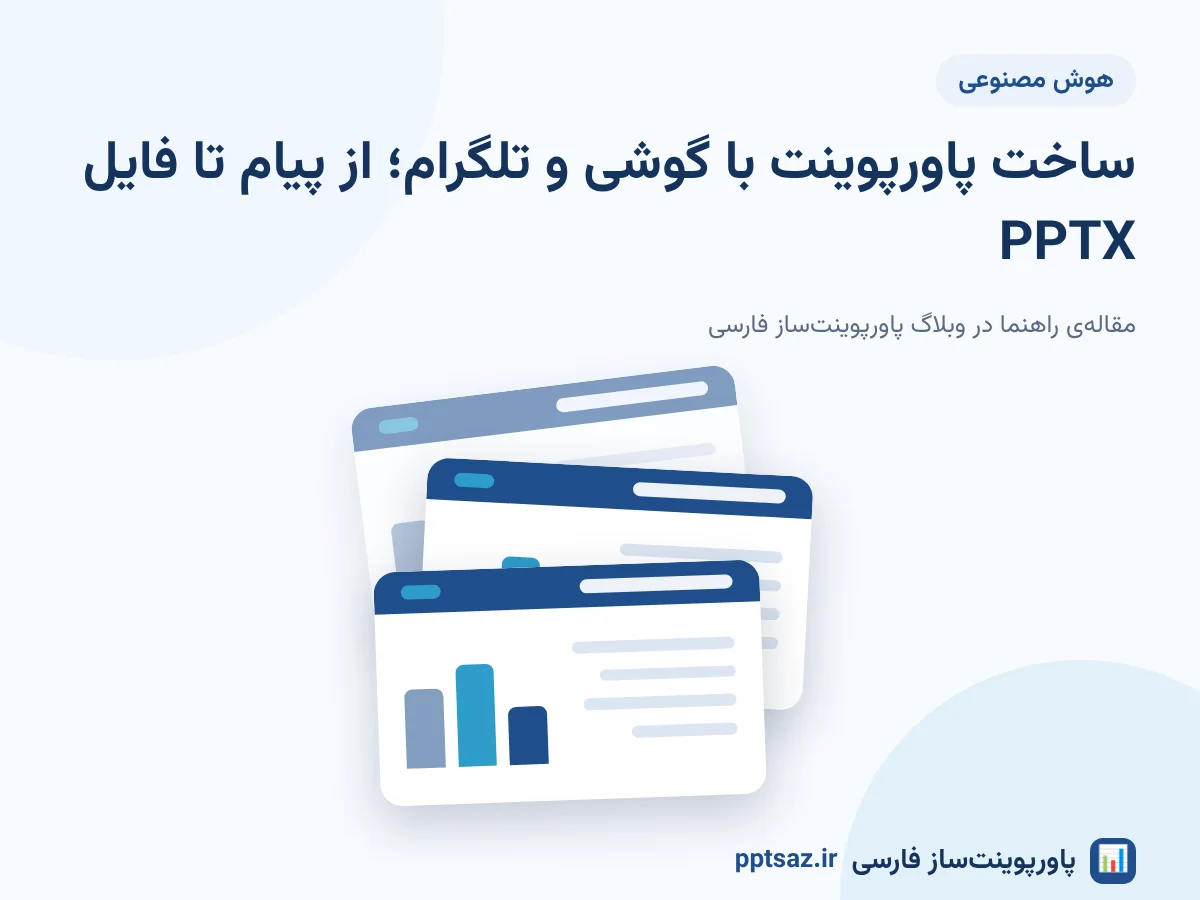 هوش مصنوعی
ساخت پاورپوینت با گوشی و تلگرام؛ از پیام تا فایل
PPTX
مقاله‌ی راهنما در وبلاگ پاورپوینت‌ساز فارسی
پاورپوینت‌ساز فارسی pptsaz.ir